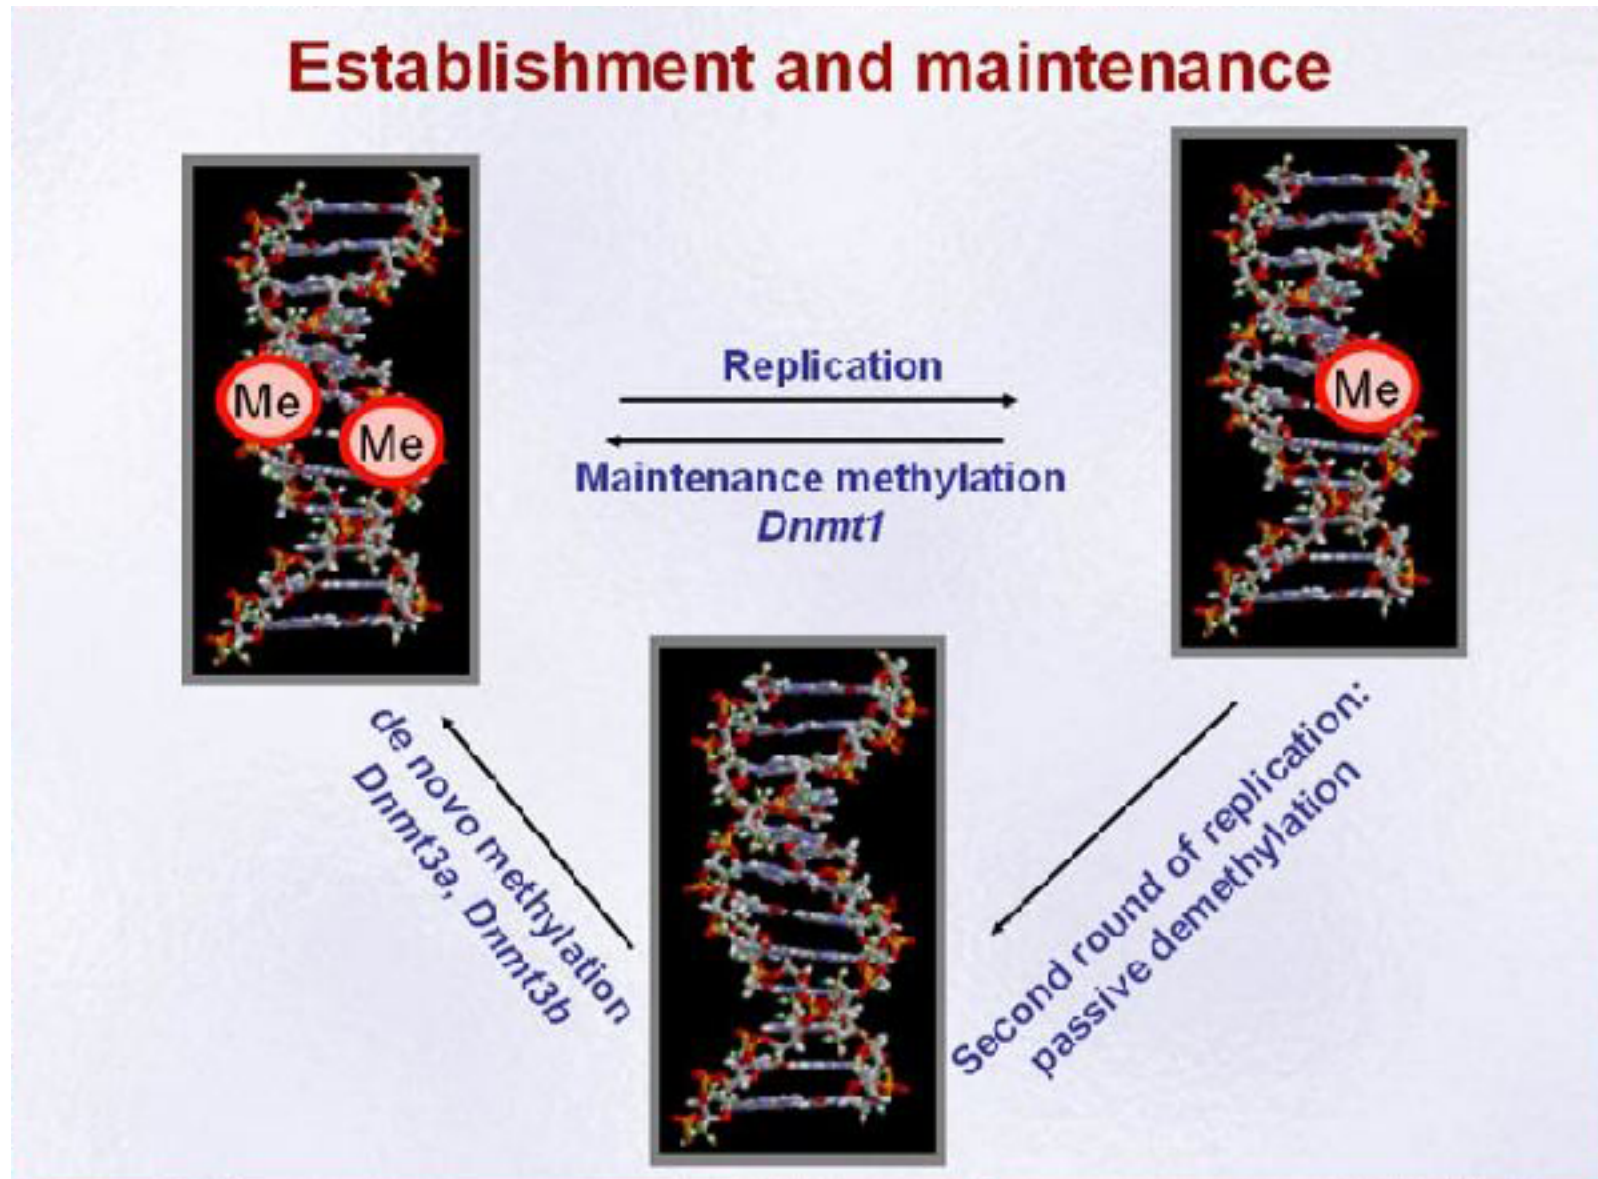 Establishment and maintenance
Me
Me
Me
Replication
Maintenance methylation
Dnmt1
de novo methylation
Dnmt3a, Dnmt3b
Second round of replication:
passive demethylation